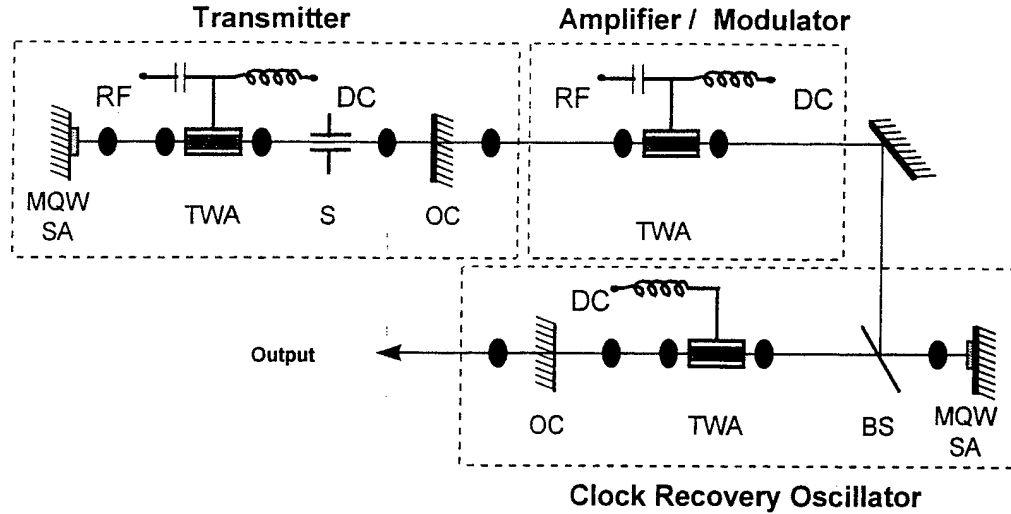 Transmitter
Amplifier / Modulator
RF
DC
RF
DC
MQW
SA
TWA
S
OC
TWA
DC
Output
OC
TWA
BS
MQW
SA
Clock Recovery Oscillator